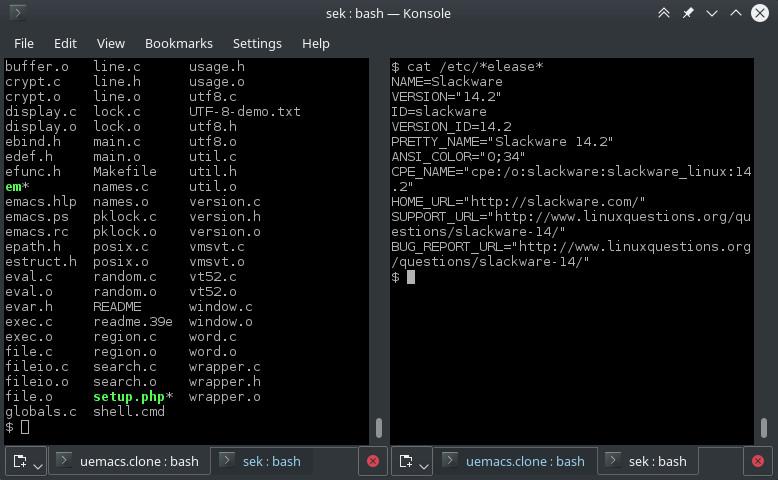 sek : bash — Konsole
File Edit View Bookmarks Settings Help
buffer.o line.c usage.h
crypt.c line.h usage.o
crypt.o line.o utf8.c
display.c lock.c UTF-8-demo.txt
display.o lock.o utf8.h
ebind.h main.c utf8.o
edef.h main.o util.c
efunc.h Makefile util.h
em* names.c util.o
emacs.hlp names.o version.c
emacs.ps pklock.c version.h
emacs.rc pklock.o version.o
epath.h posix.c vmsvt.c
estruct.h posix.o vmsvt.o
eval.c random.c vt52.c
eval.o random.o vt52.o
evar.h README window.c
exec.c readme.39e window.o
exec.o region.c word.c
file.c region.o word.o
fileio.c search.c wrapper.c
fileio.o search.o wrapper.h
file.o setup.php* wrapper.o
globals.c shell.cmd
$
$ cat /etc/*elease*
NAME=Slackware
VERSION="14.2"
ID=slackware
VERSION_ID=14.2
PRETTY_NAME="Slackware 14.2"
ANSI_COLOR="0;34"
CPE_NAME="cpe:/o:slackware:slackware_linux:14
.2"
HOME_URL="http://slackware.com/"
SUPPORT_URL="http://www.linuxquestions.org/qu
estions/slackware-14/"
BUG_REPORT_URL="http://www.linuxquestions.org
/questions/slackware-14/"
$
uemacs.clone : bash sek : bash
uemacs.clone : bash sek : bash